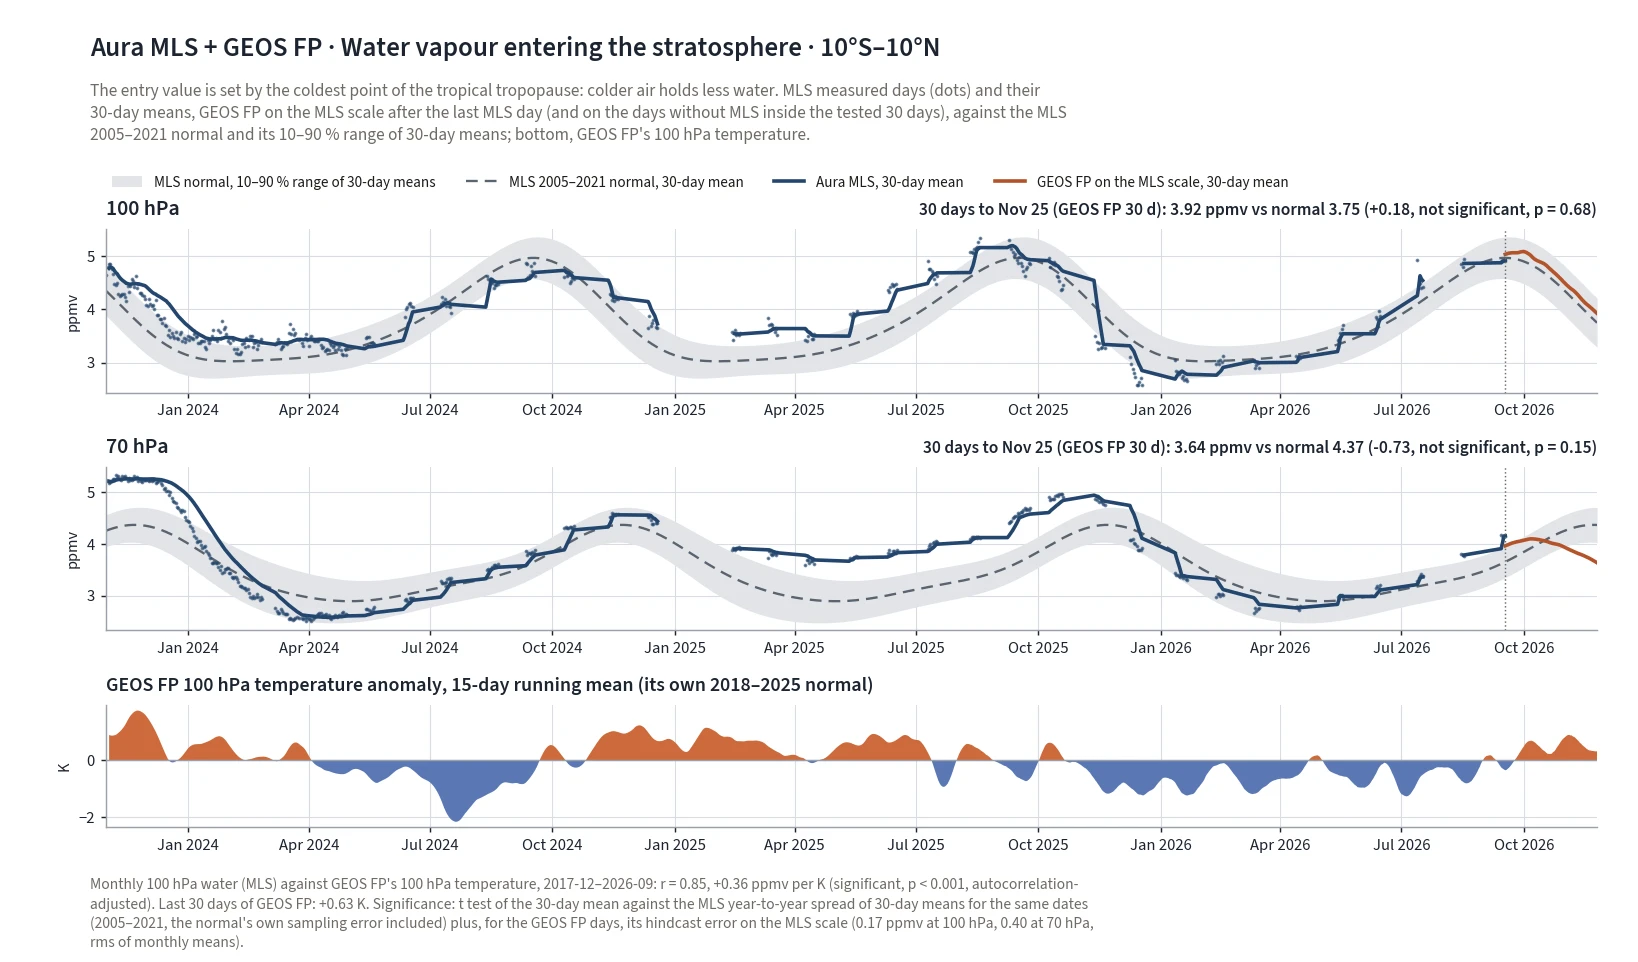 Aura MLS + GEOS FP · Water vapour entering the stratosphere · 10°S–10°N
The entry value is set by the coldest point of the tropical tropopause: colder air holds less water. MLS measured days (dots) and their
30-day means, GEOS FP on the MLS scale after the last MLS day (and on the days without MLS inside the tested 30 days), against the MLS
2005–2021 normal and its 10–90 % range of 30-day means; bottom, GEOS FP's 100 hPa temperature.
MLS normal, 10–90 % range of 30-day means
MLS 2005–2021 normal, 30-day mean
Aura MLS, 30-day mean
GEOS FP on the MLS scale, 30-day mean
100 hPa
30 days to Nov 25 (GEOS FP 30 d): 3.92 ppmv vs normal 3.75 (+0.18, not significant, p = 0.68)
5
4
3
ppmv
Jan 2024 Apr 2024 Jul 2024 Oct 2024 Jan 2025 Apr 2025 Jul 2025 Oct 2025 Jan 2026 Apr 2026 Jul 2026 Oct 2026
70 hPa
30 days to Nov 25 (GEOS FP 30 d): 3.64 ppmv vs normal 4.37 (-0.73, not significant, p = 0.15)
5
4
3
ppmv
Jan 2024 Apr 2024 Jul 2024 Oct 2024 Jan 2025 Apr 2025 Jul 2025 Oct 2025 Jan 2026 Apr 2026 Jul 2026 Oct 2026
GEOS FP 100 hPa temperature anomaly, 15-day running mean (its own 2018–2025 normal)
0
−2
K
Jan 2024 Apr 2024 Jul 2024 Oct 2024 Jan 2025 Apr 2025 Jul 2025 Oct 2025 Jan 2026 Apr 2026 Jul 2026 Oct 2026
Monthly 100 hPa water (MLS) against GEOS FP's 100 hPa temperature, 2017-12–2026-09: r = 0.85, +0.36 ppmv per K (significant, p < 0.001, autocorrelation-
adjusted). Last 30 days of GEOS FP: +0.63 K. Significance: t test of the 30-day mean against the MLS year-to-year spread of 30-day means for the same dates
(2005–2021, the normal's own sampling error included) plus, for the GEOS FP days, its hindcast error on the MLS scale (0.17 ppmv at 100 hPa, 0.40 at 70 hPa,
rms of monthly means).